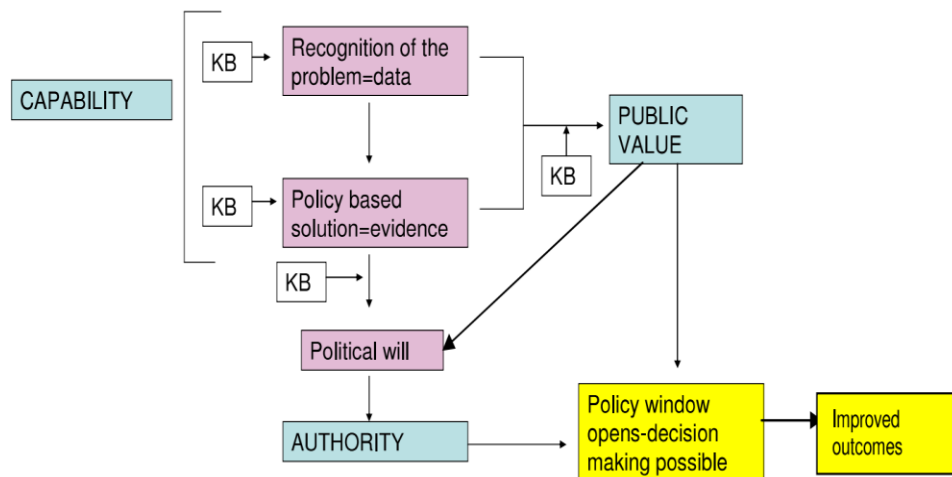 KB
Recognition of the
problem=data
CAPABILITY
PUBLIC
VALUE
KB
KB
Policy based
solution=evidence
KB
Political will
AUTHORITY
Policy window
opens-decision
making possible
Improved
outcomes